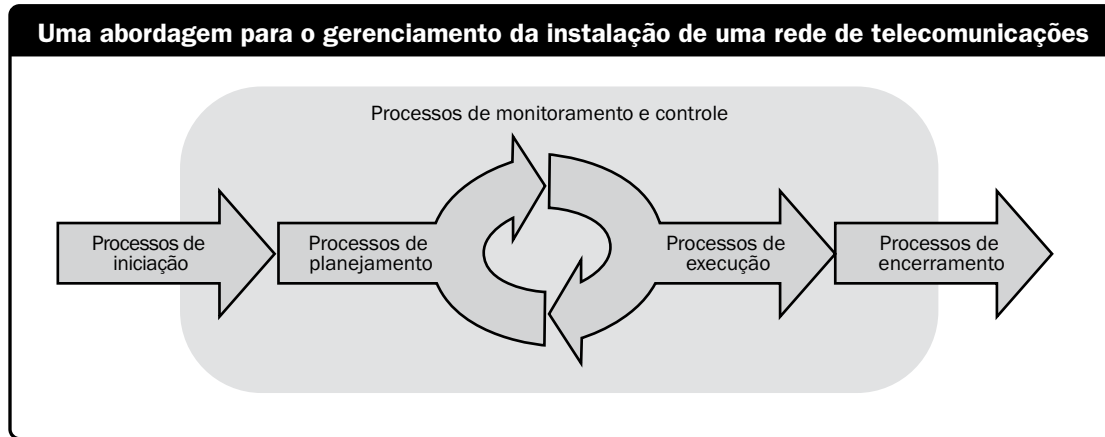 Uma abordagem para o gerenciamento da instalação de uma rede de telecomunicações
Processos de monitoramento e controle
Processos de
iniciação
Processos de
planejamento
Processos de
execução
Processos de
encerramento